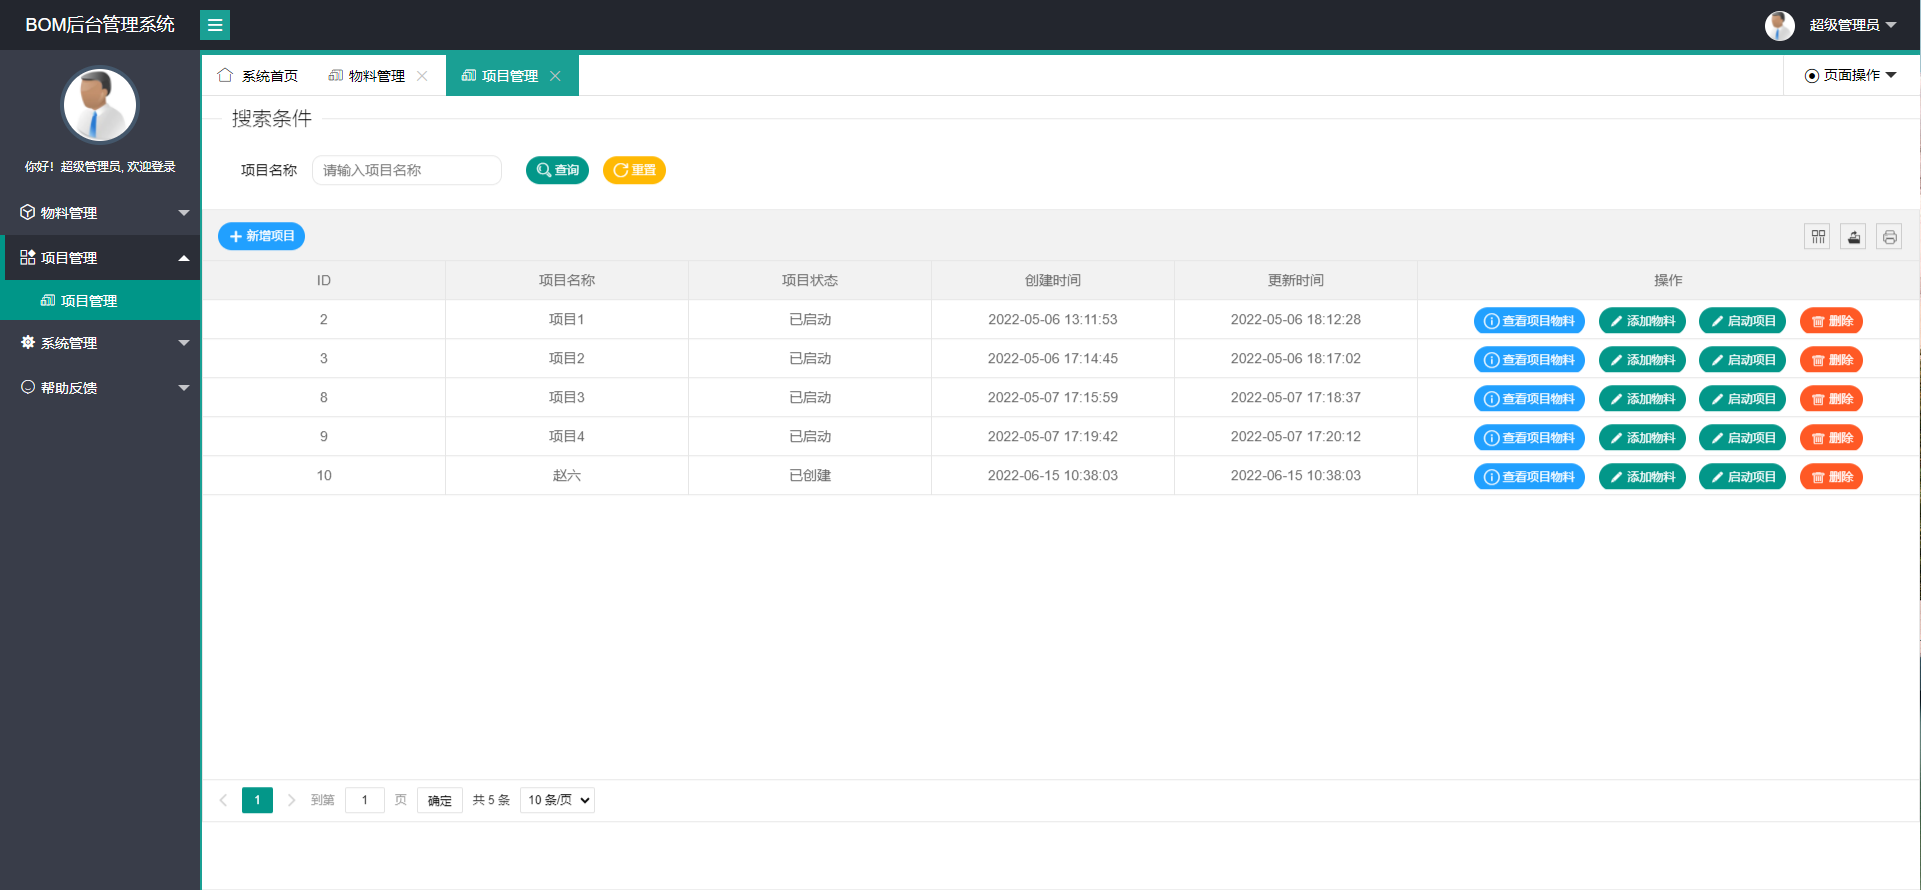 BOM后台管理系统
超级管理员
你好！超级管理员, 欢迎登录
物料管理
项目管理
项目管理
系统管理
帮助反馈
系统首页 物料管理 项目管理 页面操作
搜索条件
项目名称 请输入项目名称 查询 重置
新增项目
ID 项目名称 项目状态 创建时间 更新时间 操作
2 项目1 已启动 2022-05-06 13:11:53 2022-05-06 18:12:28 查看项目物料 添加物料 启动项目 删除
3 项目2 已启动 2022-05-06 17:14:45 2022-05-06 18:17:02 查看项目物料 添加物料 启动项目 删除
8 项目3 已启动 2022-05-07 17:15:59 2022-05-07 17:18:37 查看项目物料 添加物料 启动项目 删除
9 项目4 已启动 2022-05-07 17:19:42 2022-05-07 17:20:12 查看项目物料 添加物料 启动项目 删除
10 赵六 已创建 2022-06-15 10:38:03 2022-06-15 10:38:03 查看项目物料 添加物料 启动项目 删除
1 到第 1 页 确定 共 5 条 10 条/页